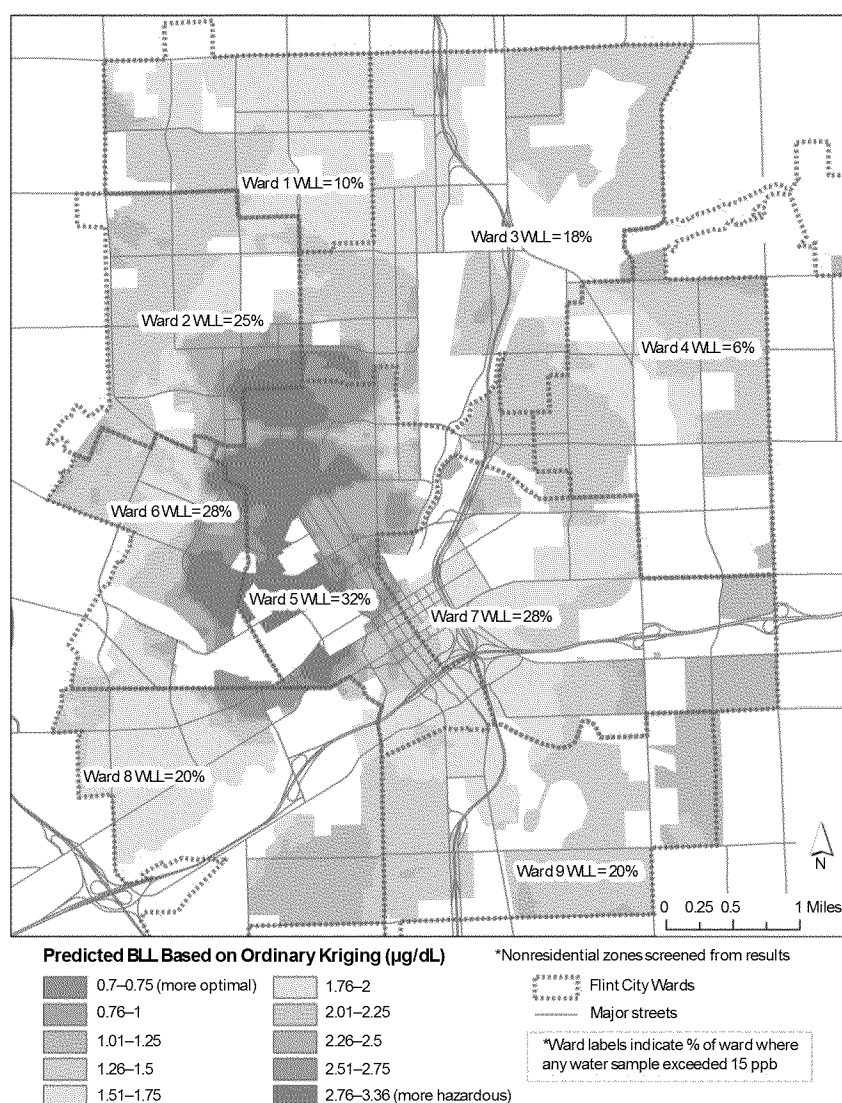 Ward 1 WLL=10%
Ward 3 WLL=18%
Ward 2 WLL=25%
Ward 4 WLL=6%
Ward 6 WLL=28%
Ward 5 WLL=32%
Ward 7 WLL=28%
Ward 8 WLL=20%
Ward 9 WLL=20%
N
0 0.25 0.5 1 Miles
Predicted BLL Based on Ordinary Kriging (µg/dL)
0.7–0.75 (more optimal)
0.76–1
1.01–1.25
1.26–1.5
1.51–1.75
1.76–2
2.01–2.25
2.26–2.5
2.51–2.75
2.76–3.36 (more hazardous)
*Nonresidential zones screened from results
Flint City Wards
Major streets
*Ward labels indicate % of ward where
any water sample exceeded 15 ppb